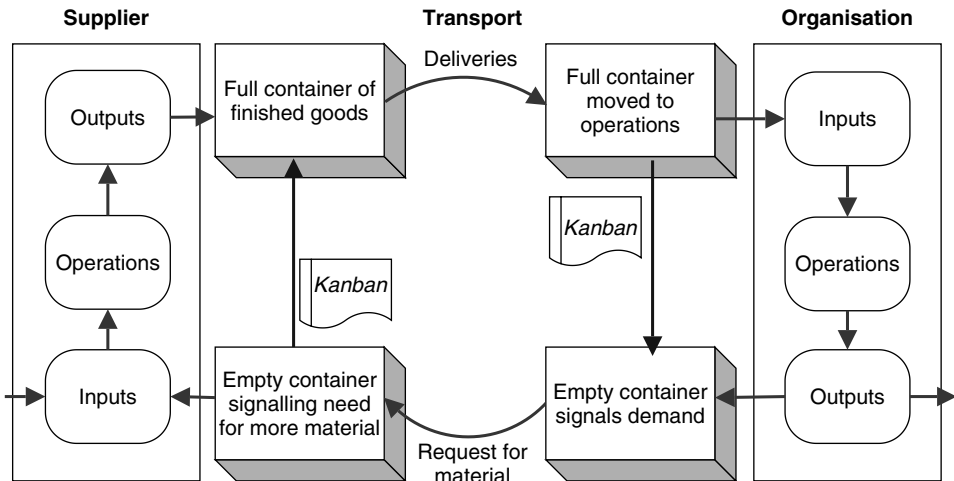 Supplier
Transport
Organisation
Outputs
Operations
Inputs
Full container of
finished goods
Deliveries
Full container
moved to
operations
Inputs
Operations
Outputs
Kanban
Kanban
Empty container
signalling need
for more material
Request for
material
Empty container
signals demand